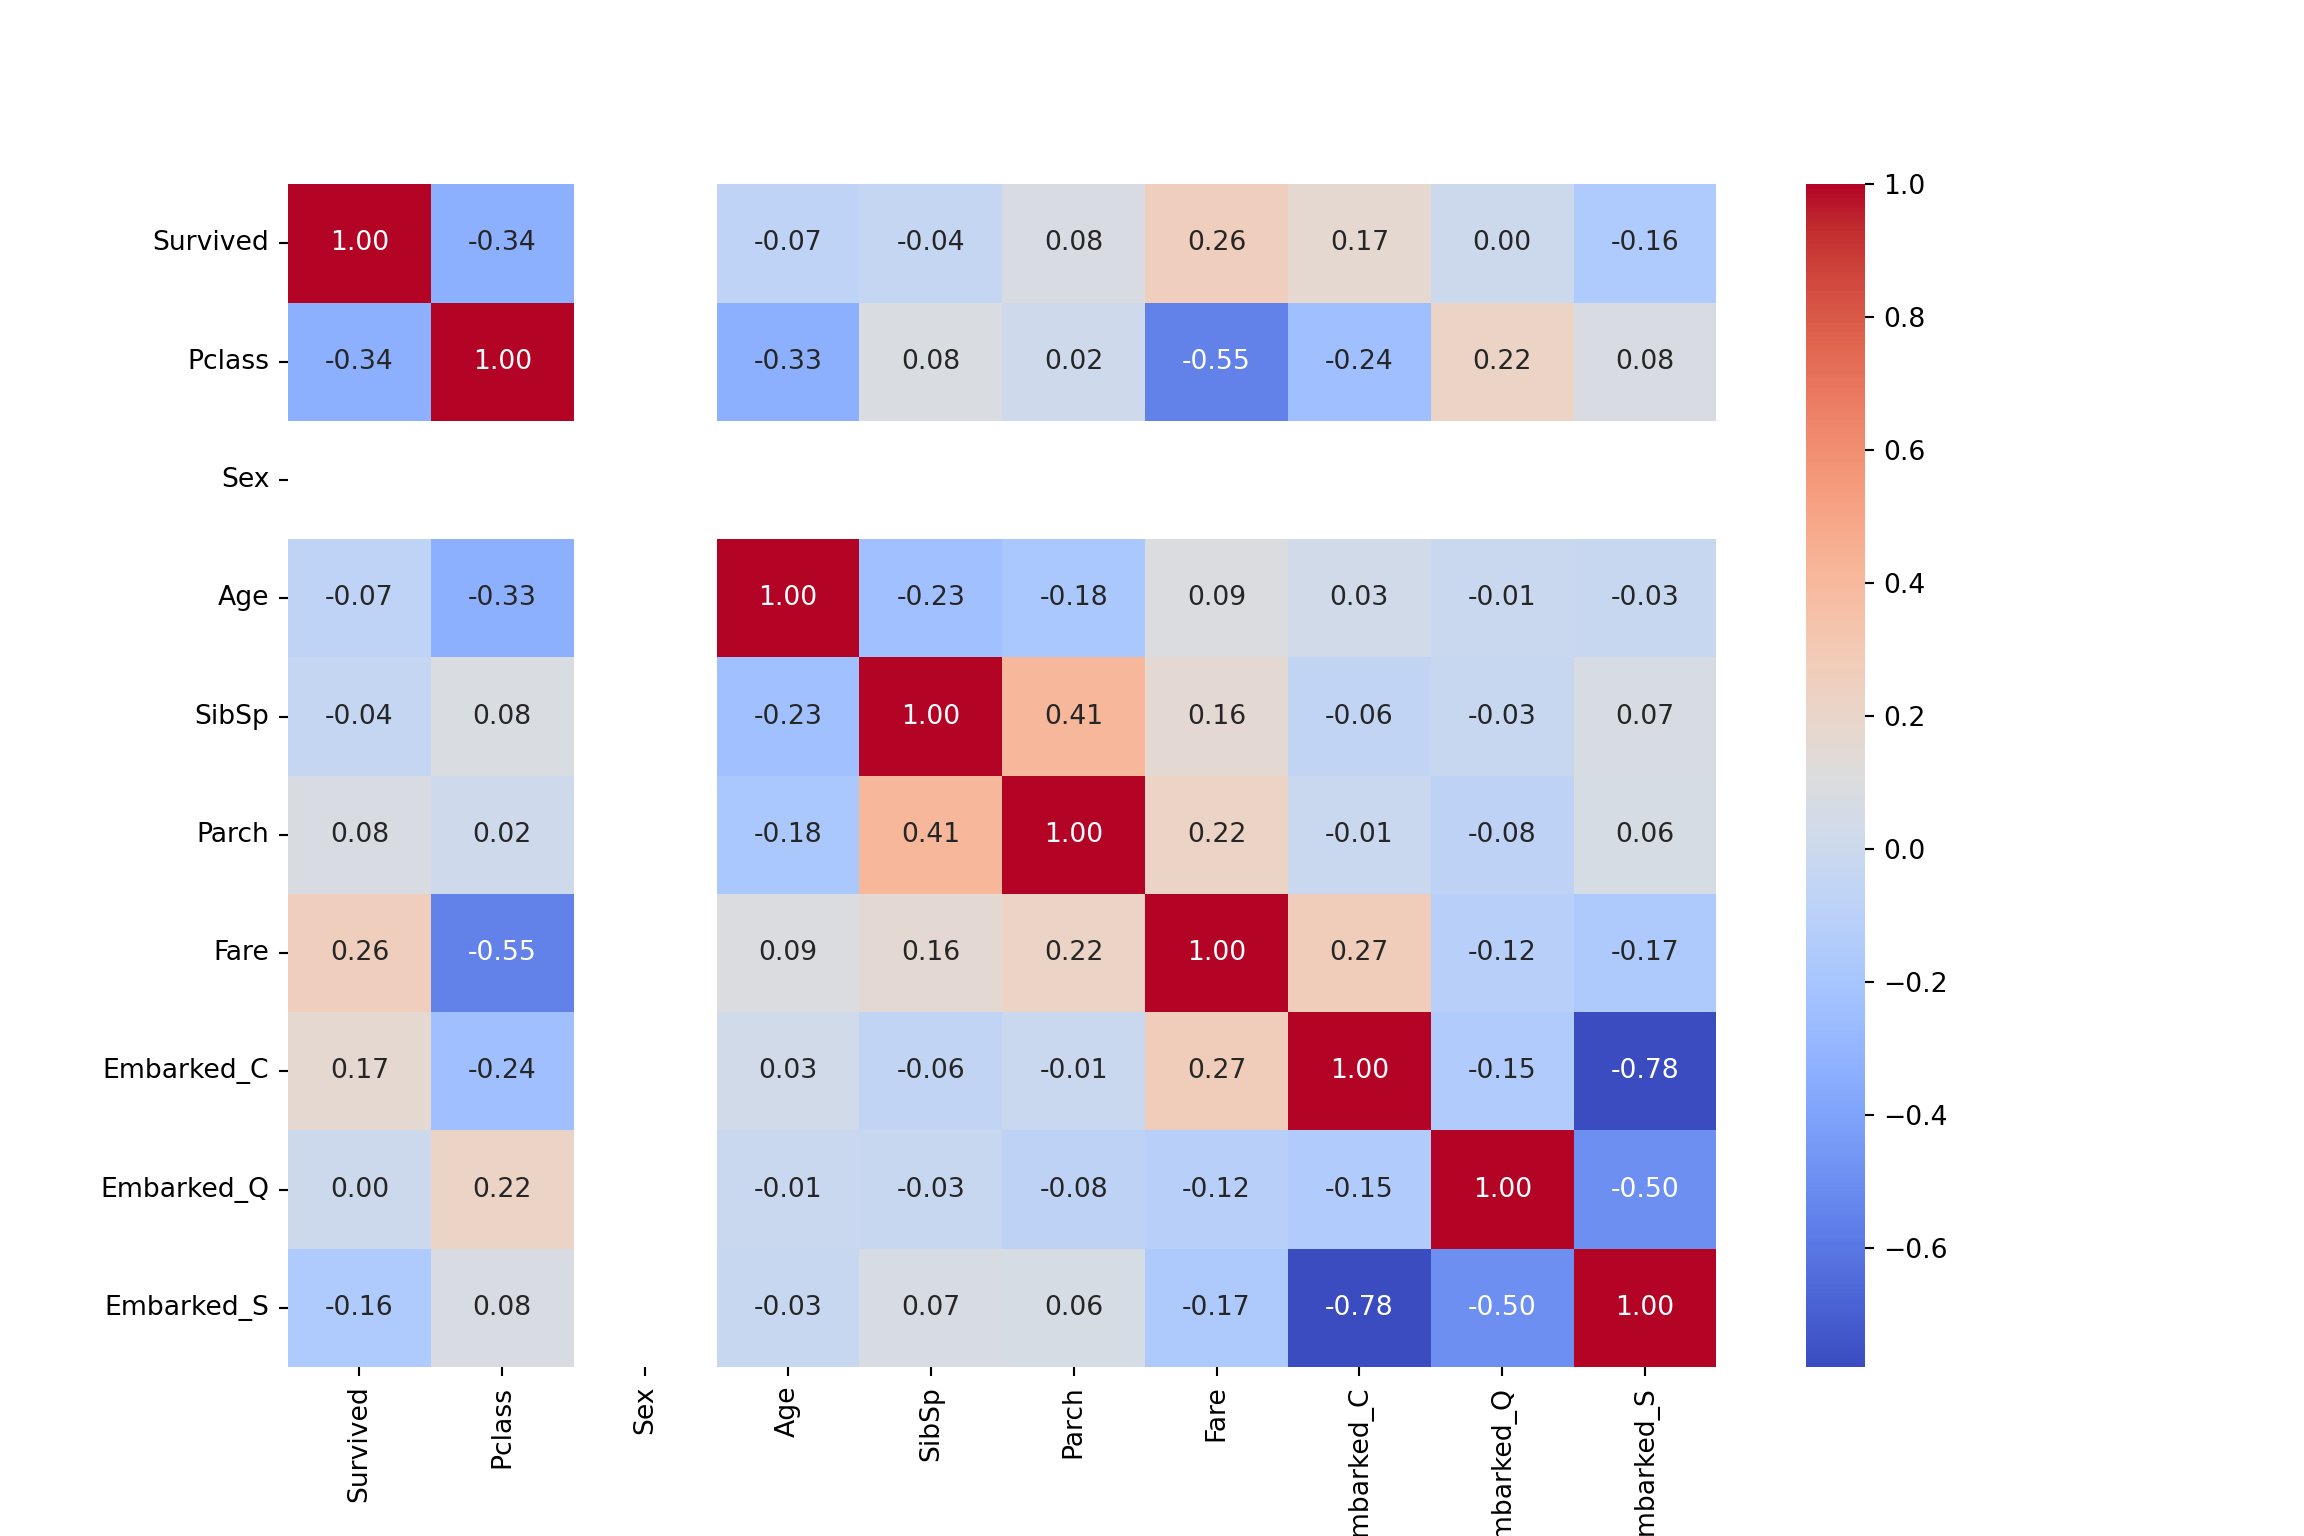 Survived 1.00 -0.34 -0.07 -0.04 0.08 0.26 0.17 0.00 -0.16
Pclass -0.34 1.00 -0.33 0.08 0.02 -0.55 -0.24 0.22 0.08
Sex
Age -0.07 -0.33 1.00 -0.23 -0.18 0.09 0.03 -0.01 -0.03
SibSp -0.04 0.08 -0.23 1.00 0.41 0.16 -0.06 -0.03 0.07
Parch 0.08 0.02 -0.18 0.41 1.00 0.22 -0.01 -0.08 0.06
Fare 0.26 -0.55 0.09 0.16 0.22 1.00 0.27 -0.12 -0.17
Embarked_C 0.17 -0.24 0.03 -0.06 -0.01 0.27 1.00 -0.15 -0.78
Embarked_Q 0.00 0.22 -0.01 -0.03 -0.08 -0.12 -0.15 1.00 -0.50
Embarked_S -0.16 0.08 -0.03 0.07 0.06 -0.17 -0.78 -0.50 1.00
Survived
Pclass
Sex
Age
SibSp
Parch
Fare
mbarked_C
mbarked_Q
mbarked_S
1.0
0.8
0.6
0.4
0.2
0.0
−0.2
−0.4
−0.6